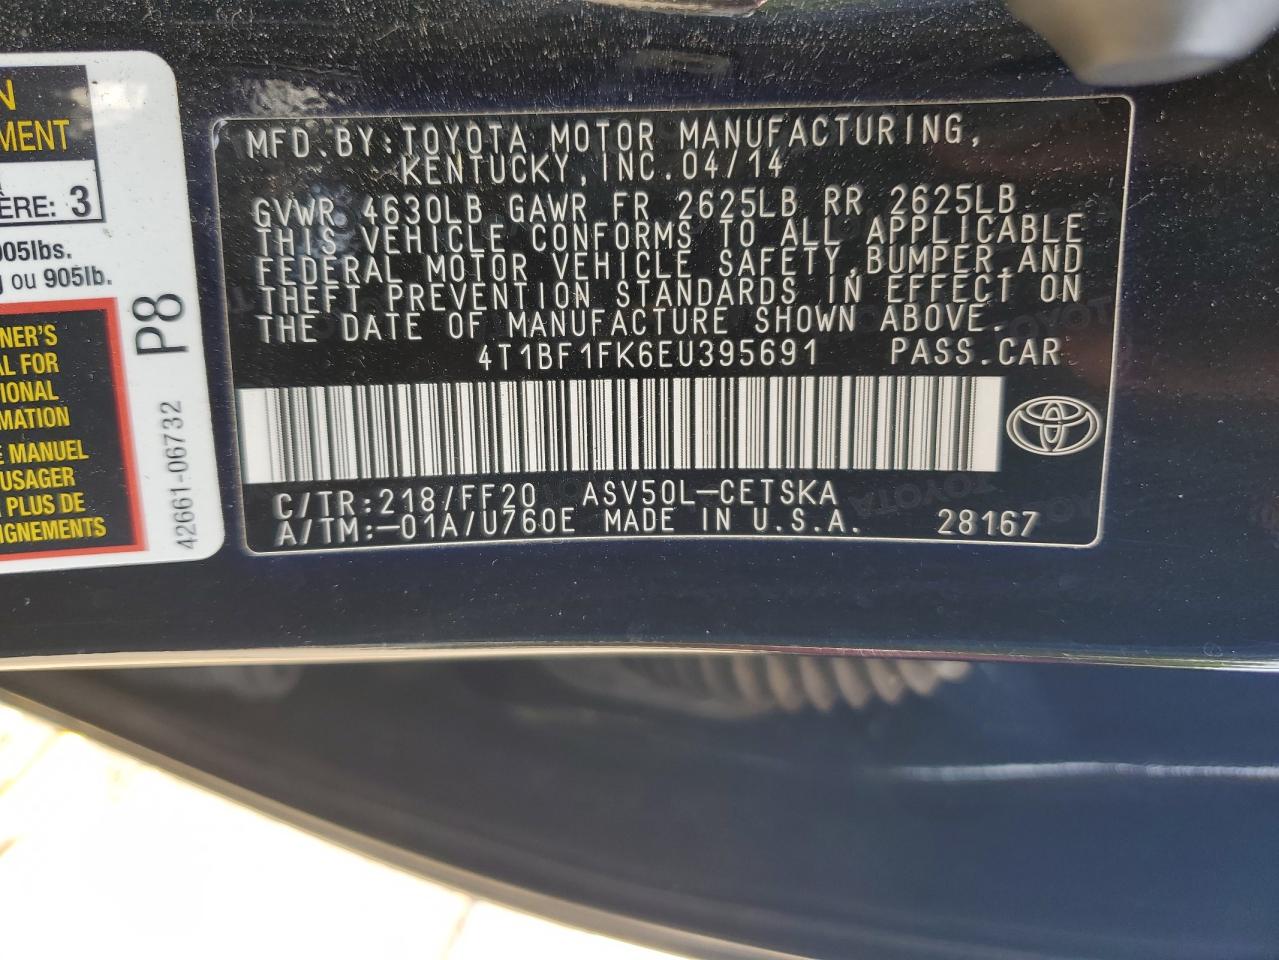 N
MENT
ERE: 3
905lbs.
ou 905lb.
NER'S
AL FOR
IONAL
MATION
E MANUEL
USAGER
PLUS DE
IGNEMENTS
P8
42661-06732
MFD.BY:TOYOTA MOTOR MANUFACTURING,
KENTUCKY, INC.04/14
GVWR 4630LB GAWR FR 2625LB RR 2625LB
THIS VEHICLE CONFORMS TO ALL APPLICABLE
FEDERAL MOTOR VEHICLE SAFETY,BUMPER,AND
THEFT PREVENTION STANDARDS IN EFFECT ON
THE DATE OF MANUFACTURE SHOWN ABOVE.
4T1BF1FK6EU395691 PASS.CAR
C/TR:218/FF20 ASV50L-CETSKA
A/TM:-01A/U760E MADE IN U.S.A. 28167